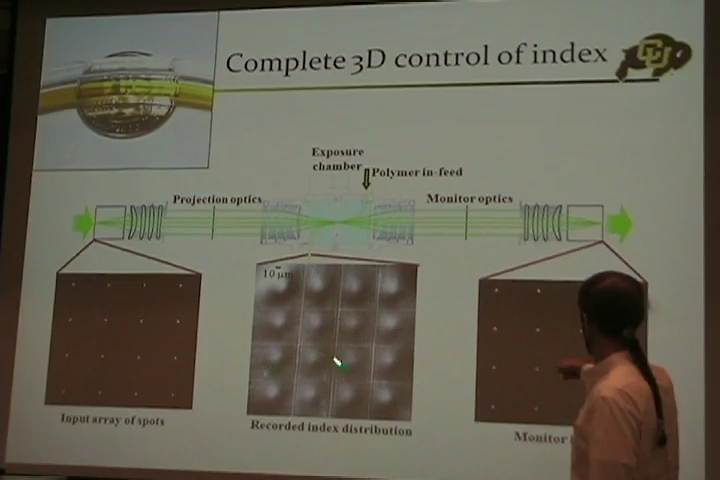 Complete 3D control of index
CU
Exposure
chamber
Polymer in-feed
Projection optics
Monitor optics
10 μm
Input array of spots
Recorded index distribution
Monitor